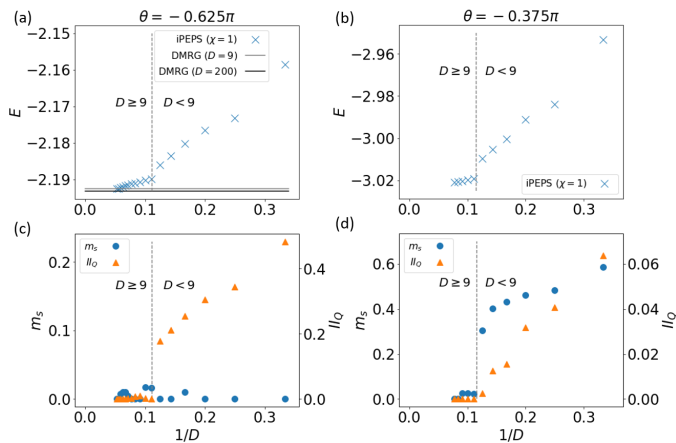 (a)
θ = −0.625π
(b)
θ = −0.375π
−2.15
−2.16
−2.17
−2.18
−2.19
E
iPEPS (χ = 1)
DMRG (D = 9)
DMRG (D = 200)
D ≥ 9
D < 9
0.0
0.1
0.2
0.3
−2.96
−2.98
−3.00
−3.02
E
D ≥ 9
D < 9
iPEPS (χ = 1)
0.0
0.1
0.2
0.3
(c)
(d)
0.2
0.1
0.0
m_s
m_s
II_Q
D ≥ 9
D < 9
0.4
0.2
0.0
II_Q
0.0
0.1
0.2
0.3
1/D
0.6
0.4
0.2
0.0
m_s
m_s
II_Q
D ≥ 9
D < 9
0.06
0.04
0.02
0.00
II_Q
0.0
0.1
0.2
0.3
1/D